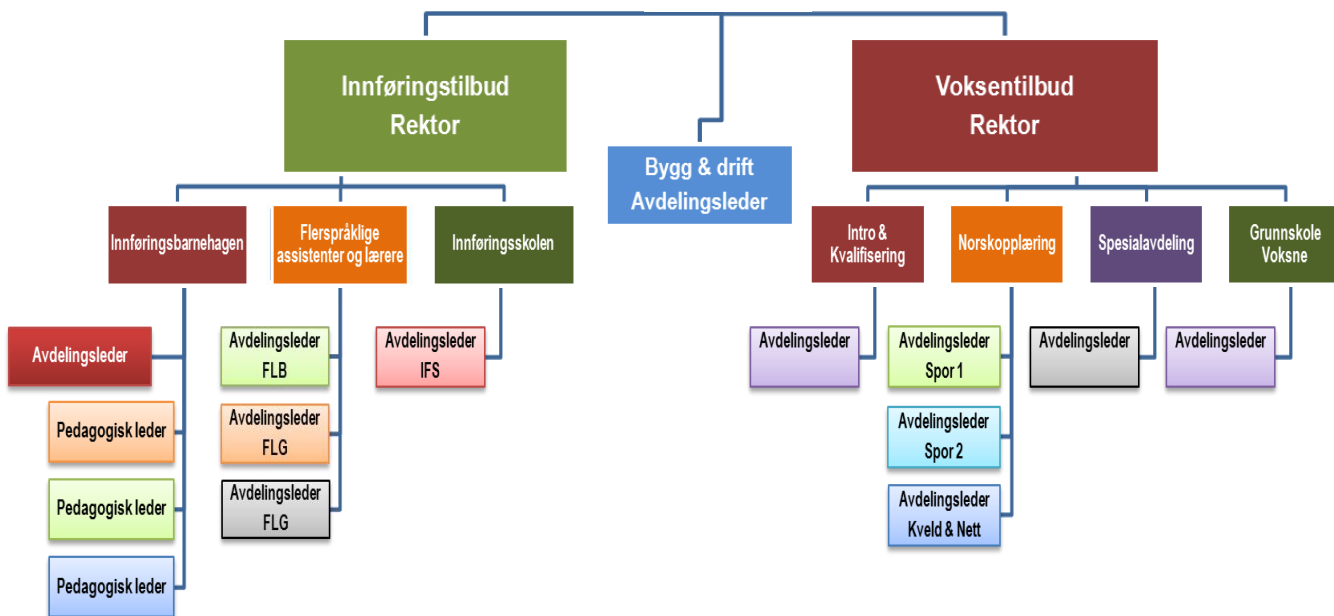 Innføringstilbud
Rektor
Voksentilbud
Rektor
Bygg & drift
Avdelingsleder
Innføringsbarnehagen
Flerspråklige
assistenter og lærere
Innføringsskolen
Intro &
Kvalifisering
Norskopplæring
Spesialavdeling
Grunnskole
Voksne
Avdelingsleder
Pedagogisk leder
Pedagogisk leder
Pedagogisk leder
Avdelingsleder
FLB
Avdelingsleder
FLG
Avdelingsleder
FLG
Avdelingsleder
IFS
Avdelingsleder
Avdelingsleder
Spor 1
Avdelingsleder
Spor 2
Avdelingsleder
Kveld & Nett
Avdelingsleder
Avdelingsleder